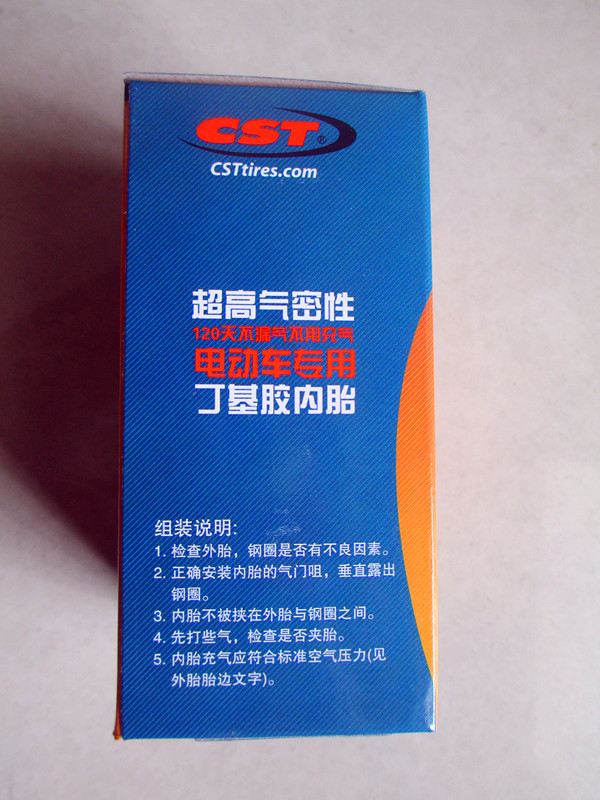 CST®
CSTtires.com
超高气密性
120天不漏气不用充气
电动车专用
丁基胶内胎
组装说明:
1. 检查外胎，钢圈是否有不良因素。
2. 正确安装内胎的气门咀，垂直露出
钢圈。
3. 内胎不被挟在外胎与钢圈之间。
4. 先打些气，检查是否夹胎。
5. 内胎充气应符合标准空气压力(见
外胎胎边文字)。